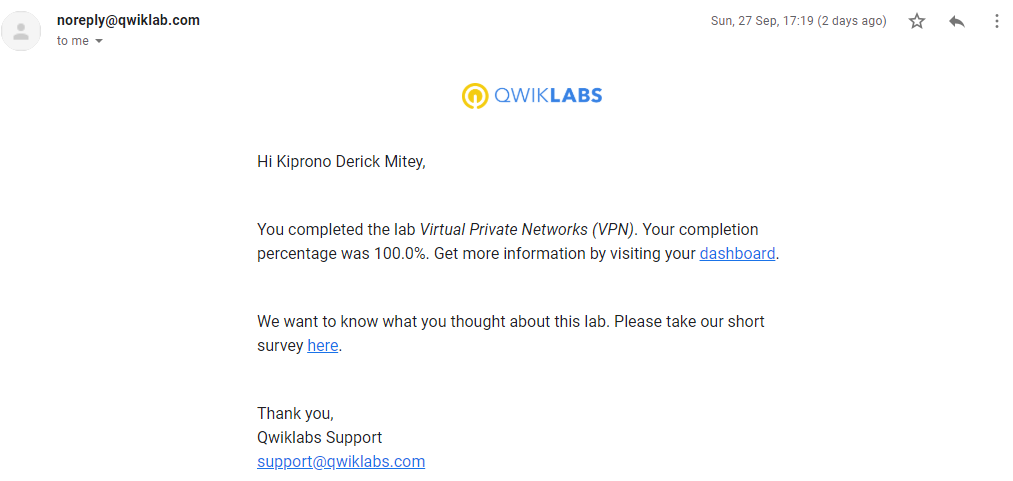 noreply@qwiklab.com
Sun, 27 Sep, 17:19 (2 days ago)
to me
QWIKLABS
Hi Kiprono Derick Mitey,
You completed the lab Virtual Private Networks (VPN). Your completion
percentage was 100.0%. Get more information by visiting your dashboard.
We want to know what you thought about this lab. Please take our short
survey here.
Thank you,
Qwiklabs Support
support@qwiklabs.com